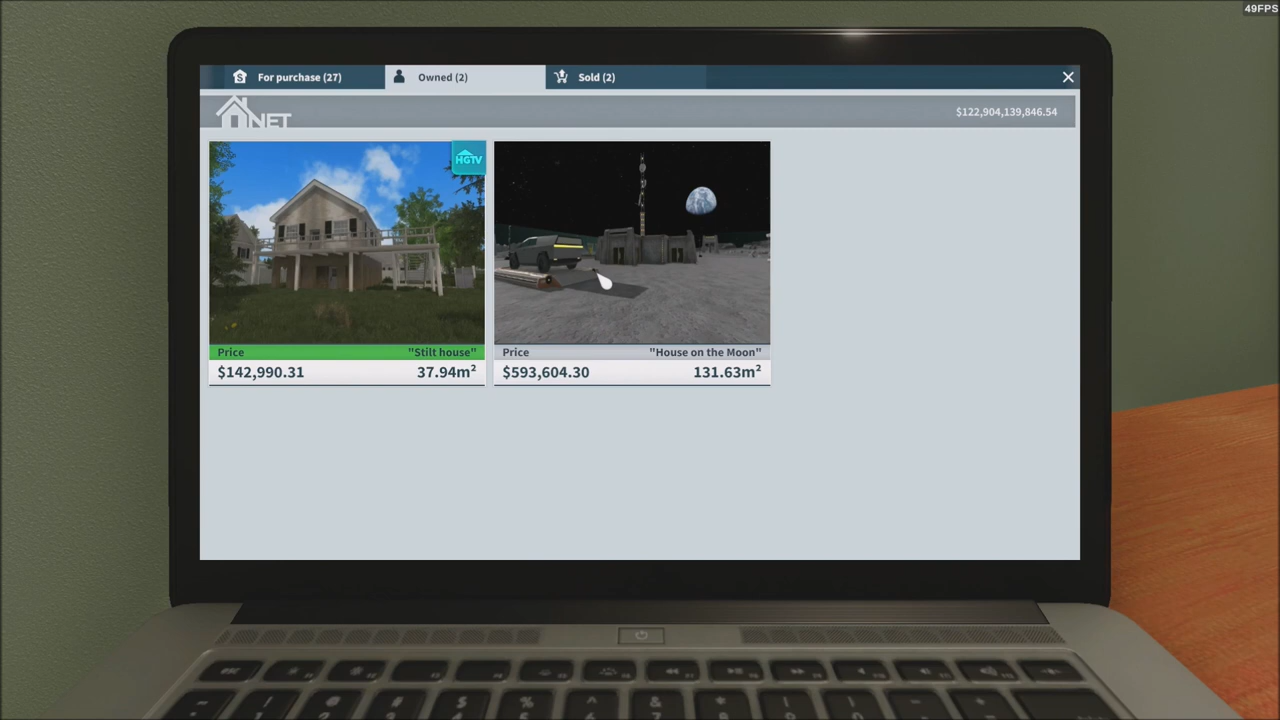 49FPS
For purchase (27)
Owned (2)
Sold (2)
NET
$122,904,139,846.54
HGTV
Price "Stilt house"
$142,990.31 37.94m²
Price "House on the Moon"
$593,604.30 131.63m²